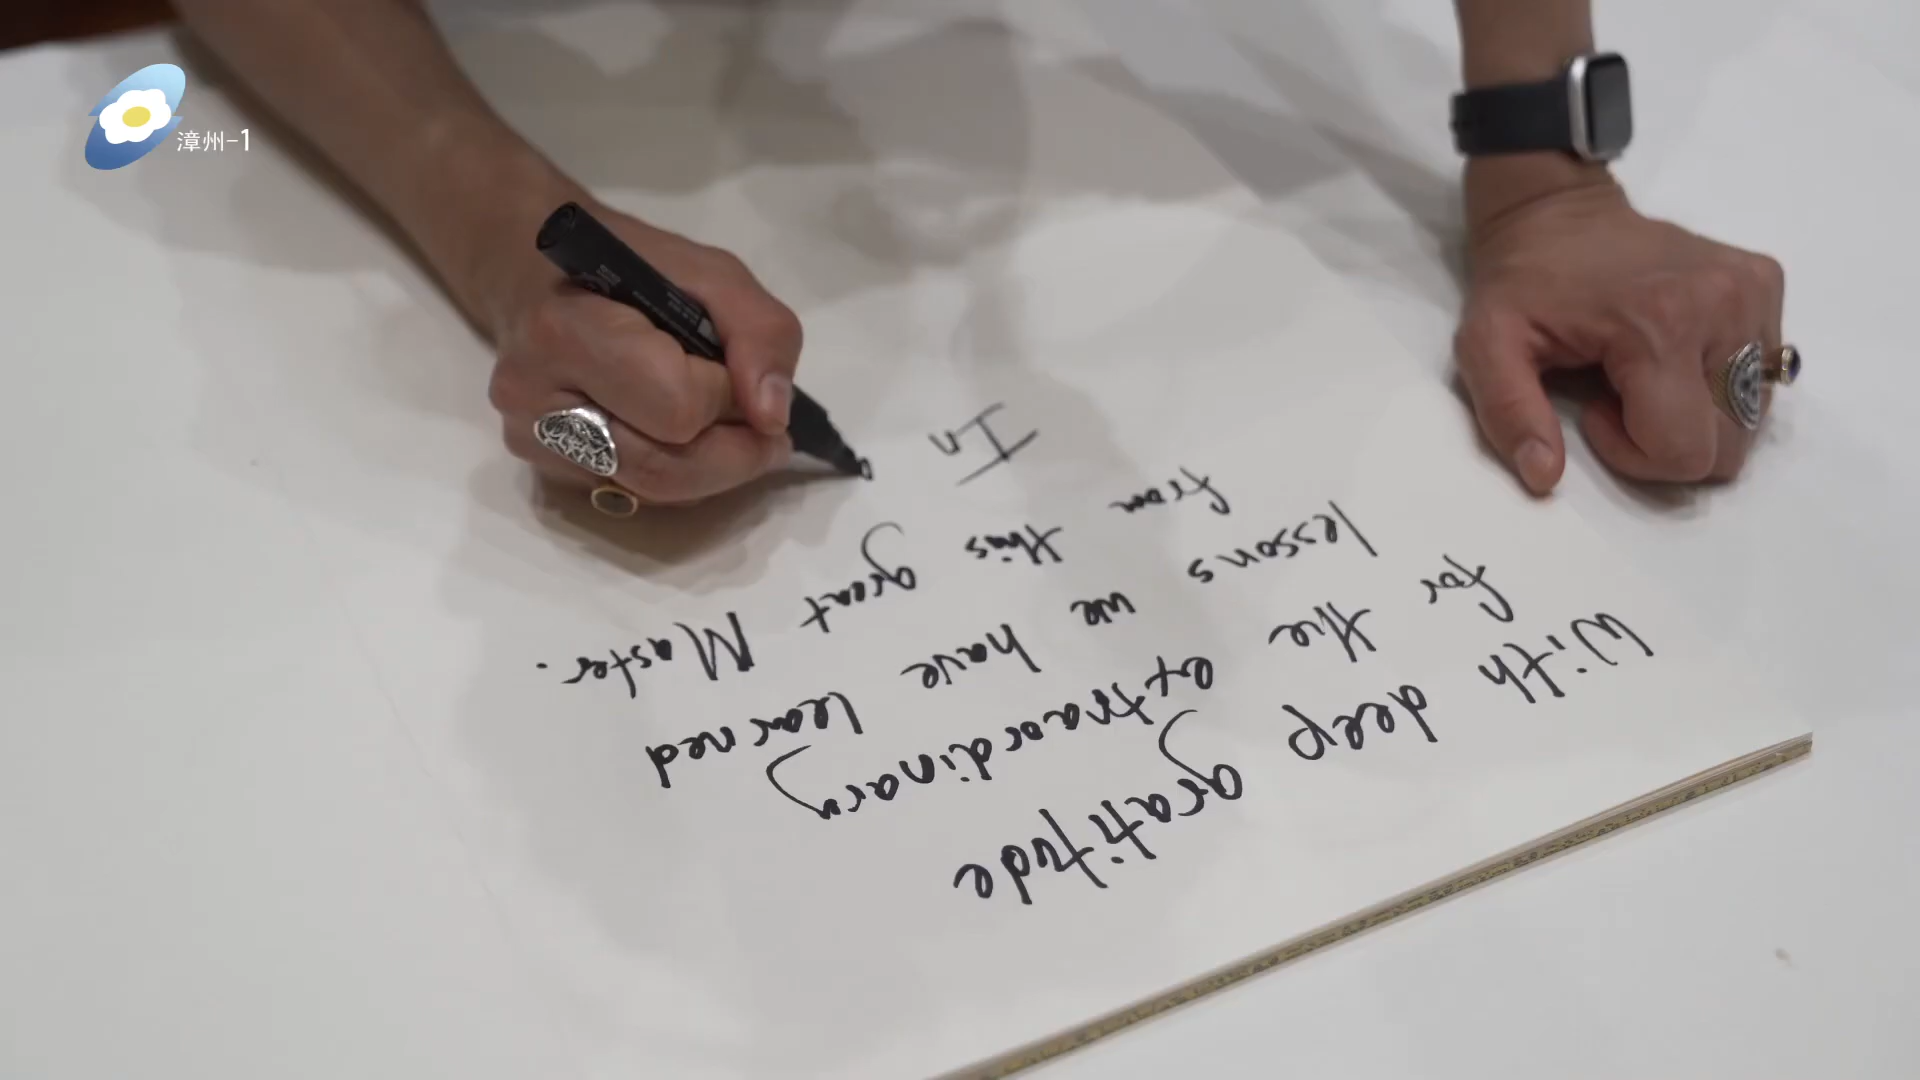 漳州-1
With deep gratitude
for the extraordinary
lessons we have learned
from this great Master.
In